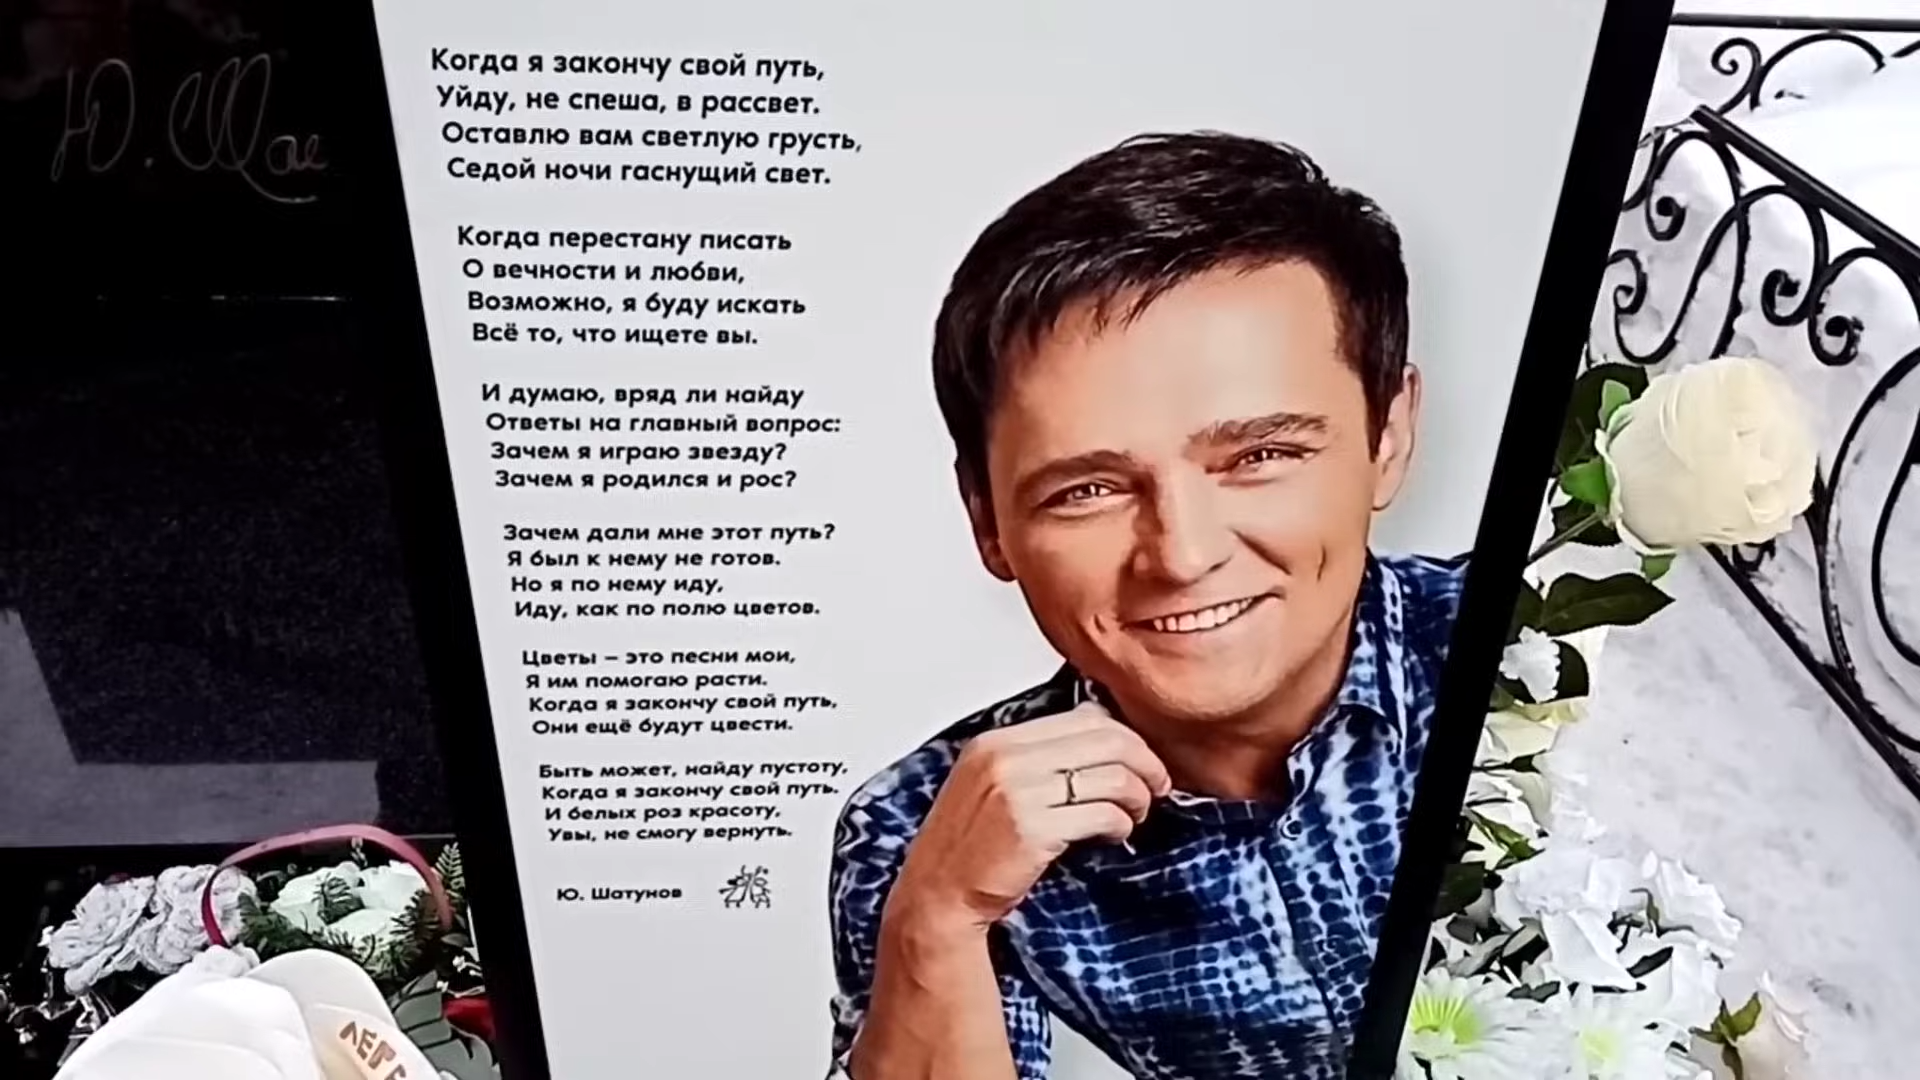 Ю. Ша
Когда я закончу свой путь,
Уйду, не спеша, в рассвет.
Оставлю вам светлую грусть,
Седой ночи гаснущий свет.
Когда перестану писать
О вечности и любви,
Возможно, я буду искать
Всё то, что ищете вы.
И думаю, вряд ли найду
Ответы на главный вопрос:
Зачем я играю звезду?
Зачем я родился и рос?
Зачем дали мне этот путь?
Я был к нему не готов.
Но я по нему иду,
Иду, как по полю цветов.
Цветы – это песни мои,
Я им помогаю расти.
Когда я закончу свой путь,
Они ещё будут цвести.
Быть может, найду пустоту,
Когда я закончу свой путь.
И белых роз красоту,
Увы, не смогу вернуть.
Ю. Шатунов